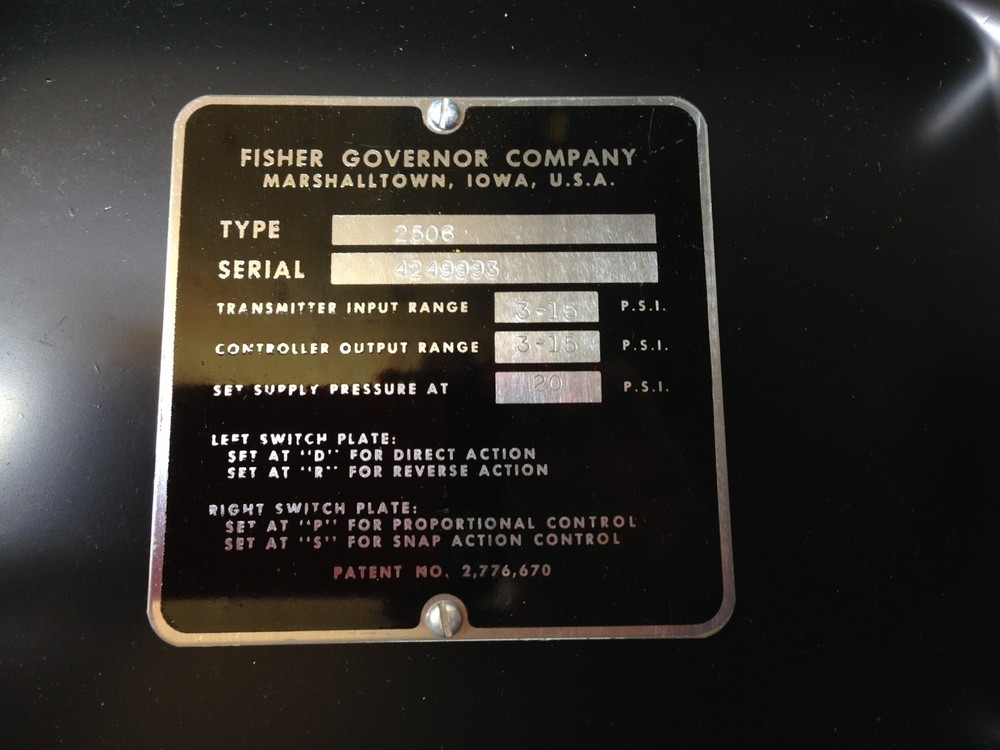 FISHER GOVERNOR COMPANY
MARSHALLTOWN, IOWA, U.S.A.
TYPE 2506
SERIAL 4249993
TRANSMITTER INPUT RANGE 3-15 P.S.I.
CONTROLLER OUTPUT RANGE 3-15 P.S.I.
SET SUPPLY PRESSURE AT 20 P.S.I.
LEFT SWITCH PLATE:
SET AT "D" FOR DIRECT ACTION
SET AT "R" FOR REVERSE ACTION
RIGHT SWITCH PLATE:
SET AT "P" FOR PROPORTIONAL CONTROL
SET AT "S" FOR SNAP ACTION CONTROL
PATENT NO. 2,776,670